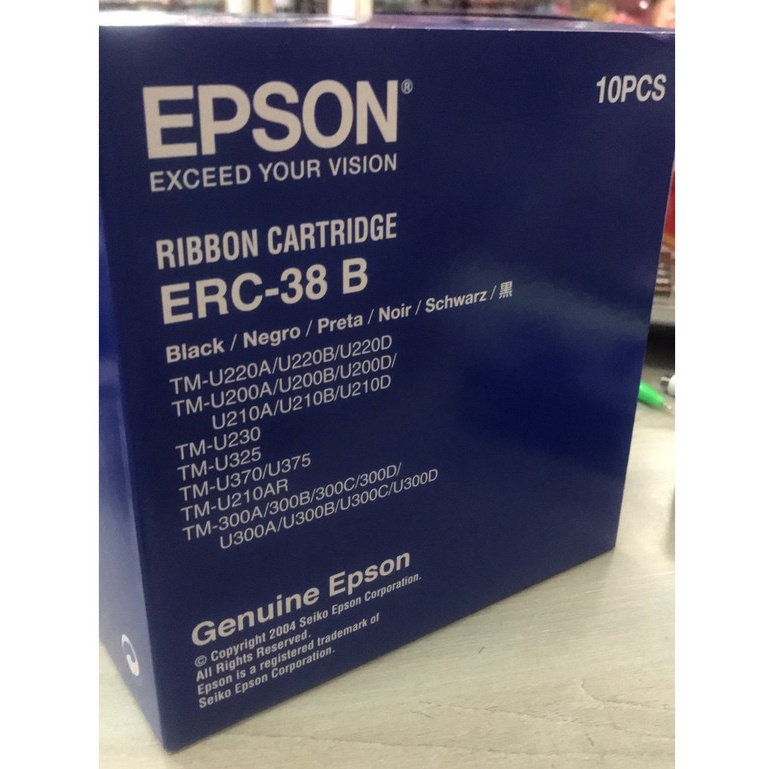 EPSON®
EXCEED YOUR VISION
10PCS
RIBBON CARTRIDGE
ERC-38 B
Black / Negro / Preta / Noir / Schwarz / 黒
TM-U220A/U220B/U220D
TM-U200A/U200B/U200D/
U210A/U210B/U210D
TM-U230
TM-U325
TM-U370/U375
TM-U210AR
TM-300A/300B/300C/300D/
U300A/U300B/U300C/U300D
Genuine Epson
© Copyright 2004 Seiko Epson Corporation.
All Rights Reserved.
Epson is a registered trademark of
Seiko Epson Corporation.